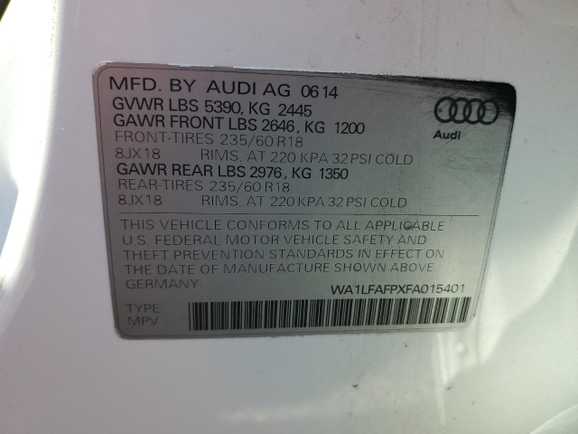 MFD. BY AUDI AG 06 14
GVWR LBS 5390, KG 2445
GAWR FRONT LBS 2646, KG 1200
FRONT-TIRES 235/60 R18
8JX18 RIMS, AT 220 KPA 32 PSI COLD
GAWR REAR LBS 2976, KG 1350
REAR-TIRES 235/60 R18
8JX18 RIMS, AT 220 KPA 32 PSI COLD
Audi
THIS VEHICLE CONFORMS TO ALL APPLICABLE
U.S. FEDERAL MOTOR VEHICLE SAFETY AND
THEFT PREVENTION STANDARDS IN EFFECT ON
THE DATE OF MANUFACTURE SHOWN ABOVE.
GERMANY WA1LFAFPXFA015401
TYPE
MPV